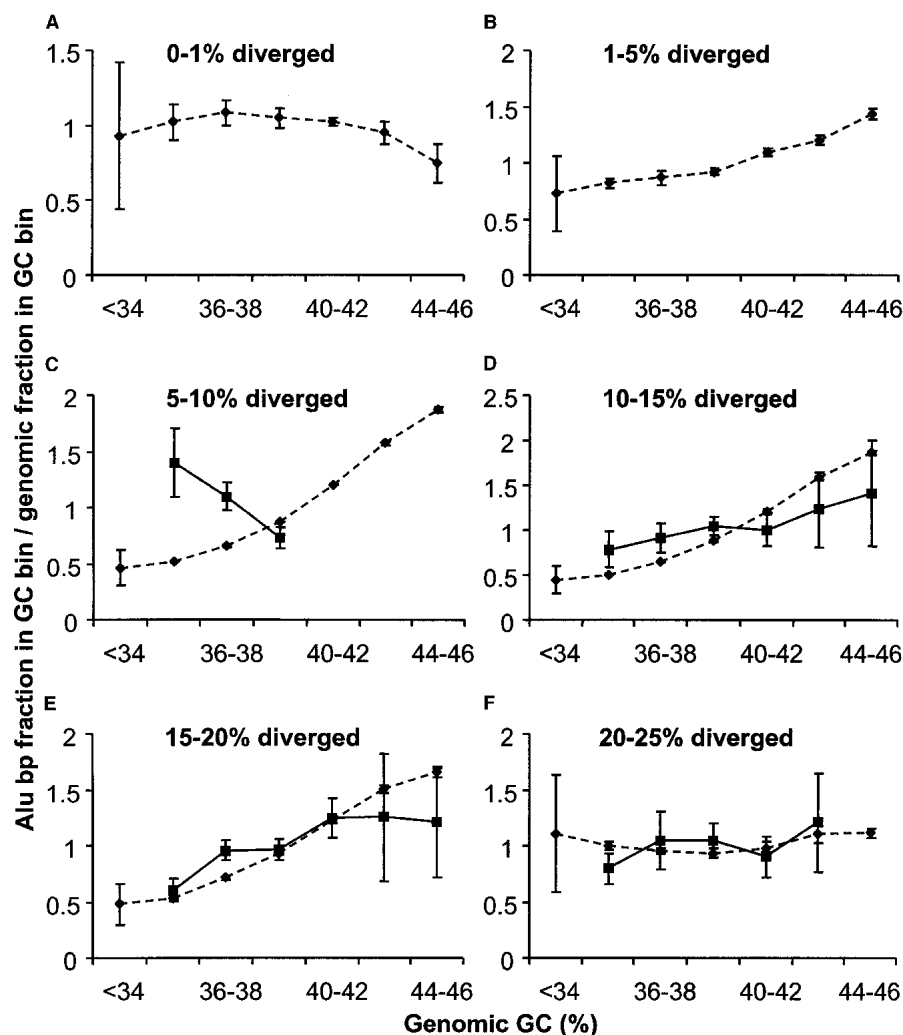 Alu bp fraction in GC bin / genomic fraction in GC bin
A
0-1% diverged
1.5
1
0.5
0
<34 36-38 40-42 44-46
B
1-5% diverged
2
1.5
1
0.5
0
<34 36-38 40-42 44-46
C
5-10% diverged
2
1.5
1
0.5
0
<34 36-38 40-42 44-46
D
10-15% diverged
2.5
2
1.5
1
0.5
0
<34 36-38 40-42 44-46
E
15-20% diverged
2
1.5
1
0.5
0
<34 36-38 40-42 44-46
F
20-25% diverged
2
1.5
1
0.5
0
<34 36-38 40-42 44-46
Genomic GC (%)